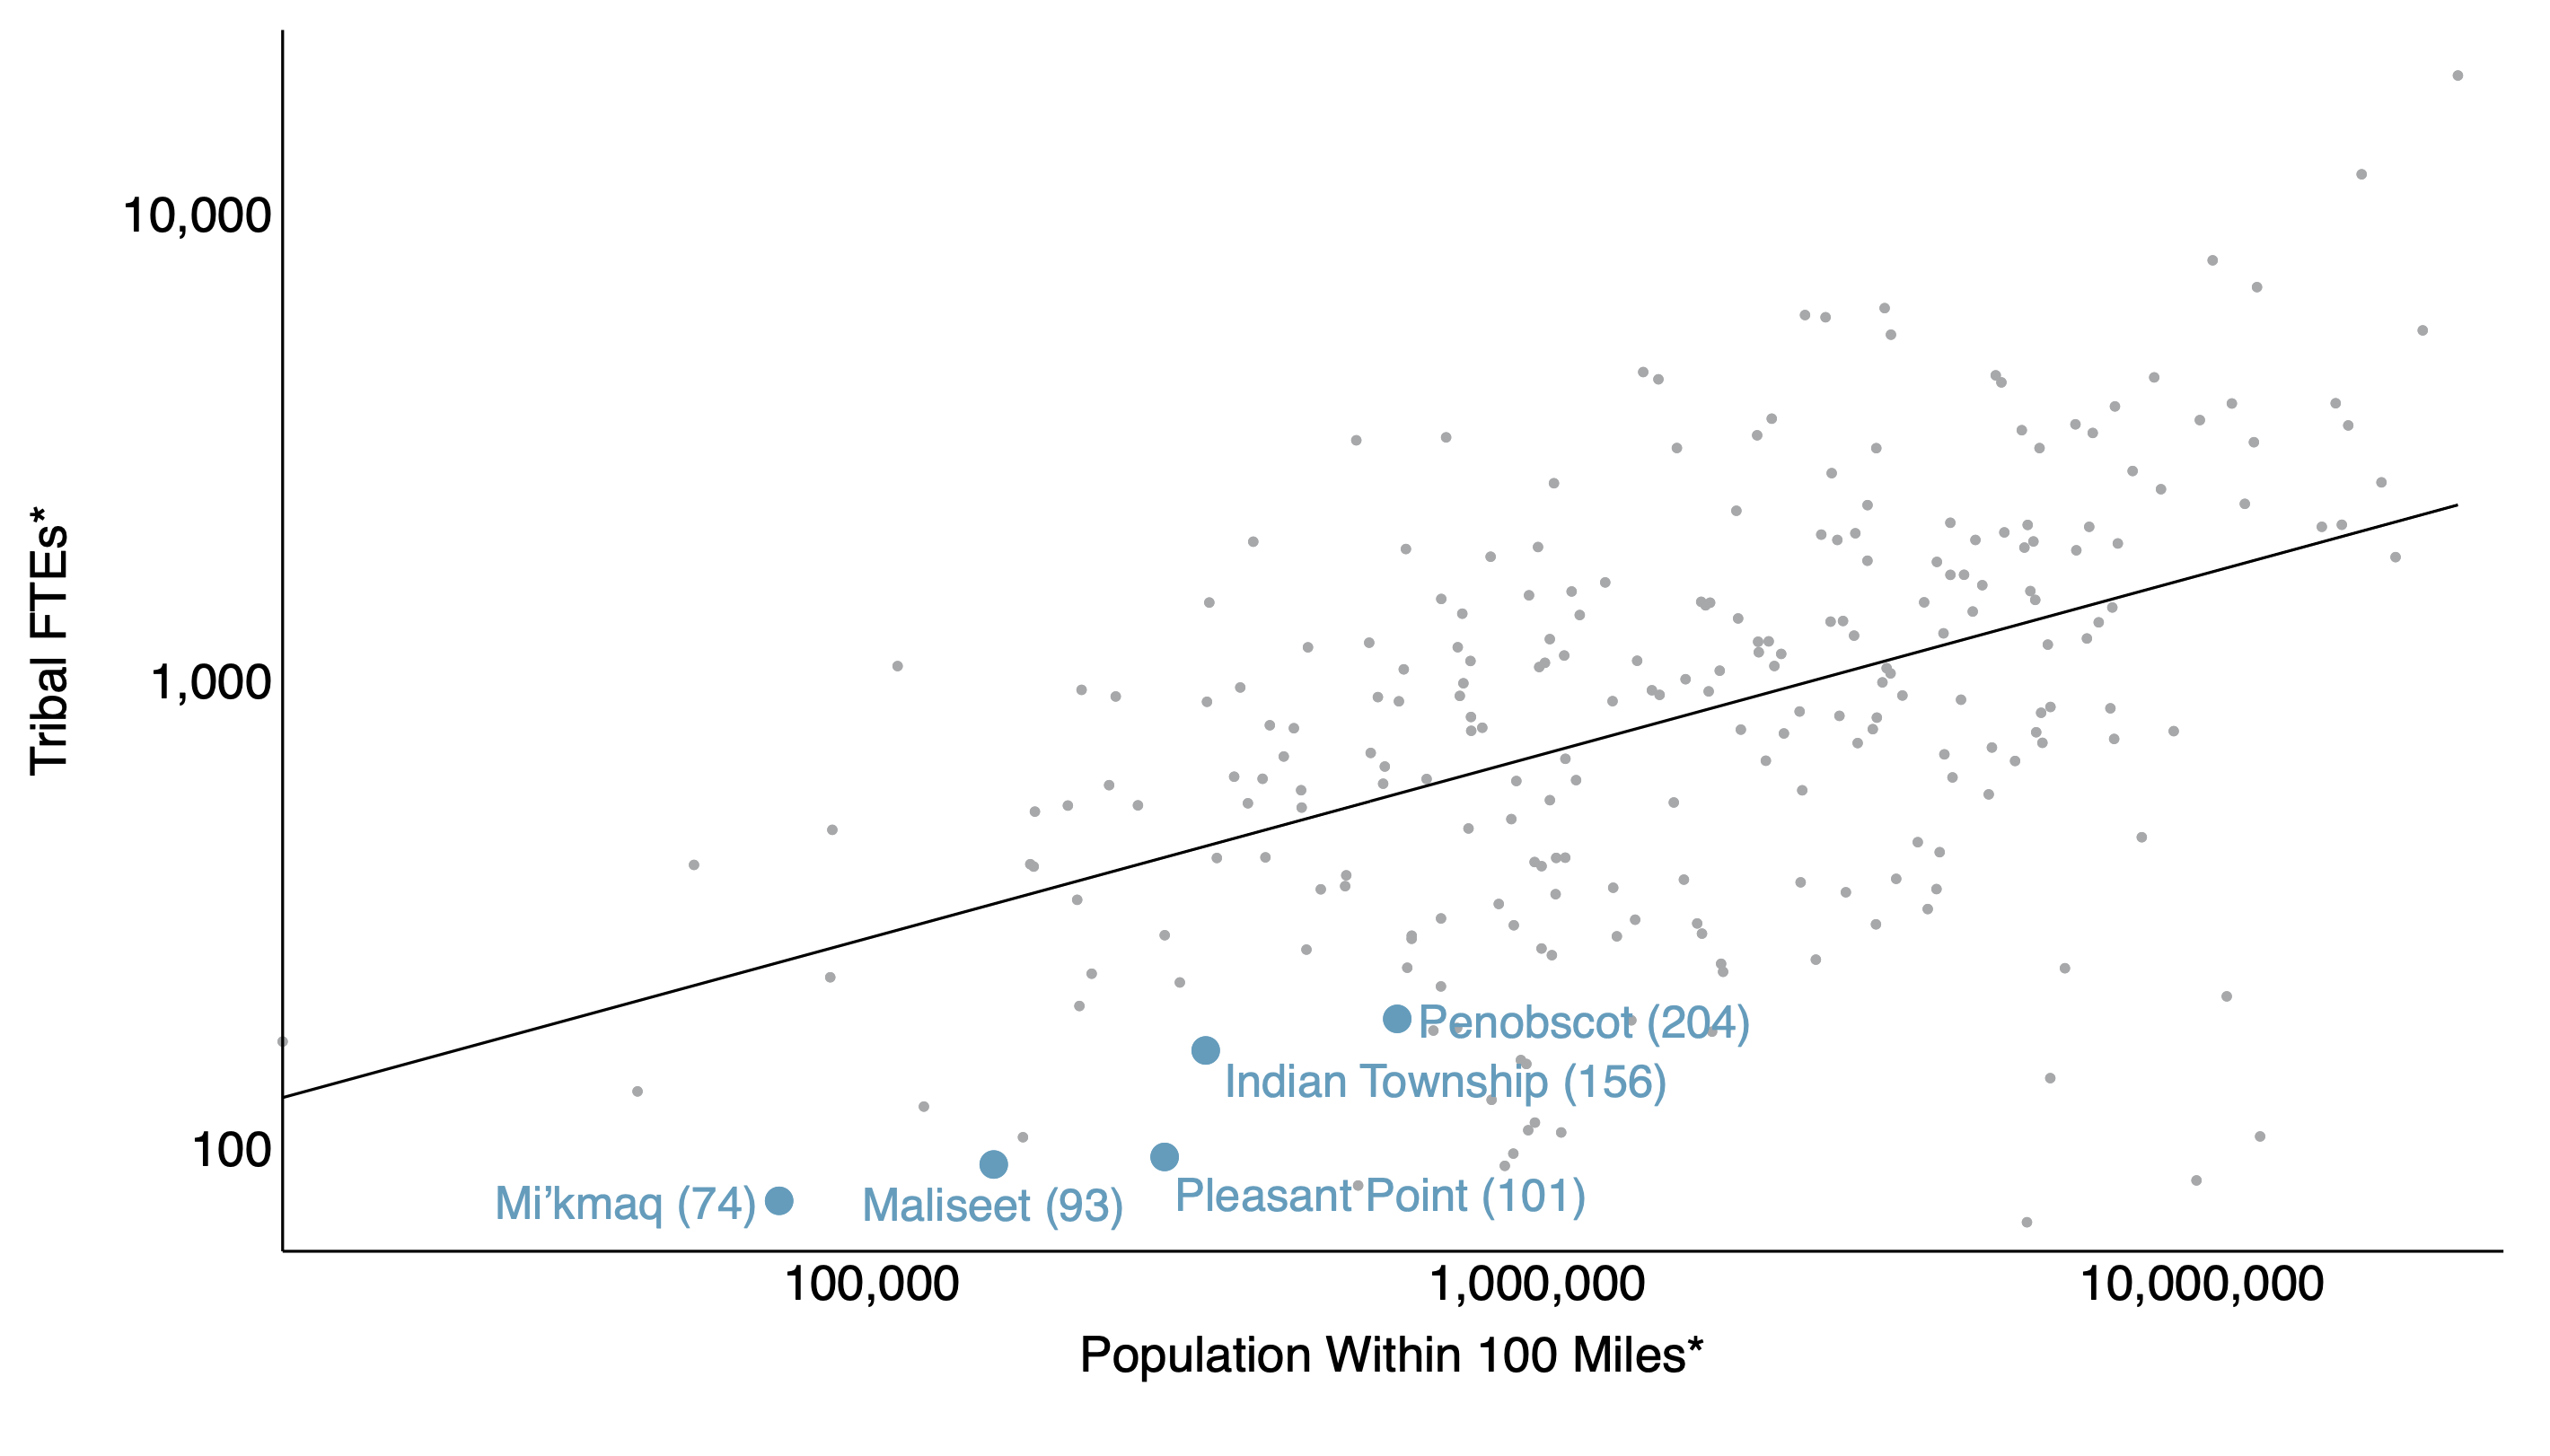 10,000
1,000
100
Tribal FTEs*
Penobscot (204)
Indian Township (156)
Pleasant Point (101)
Mi’kmaq (74)
Maliseet (93)
100,000
1,000,000
10,000,000
Population Within 100 Miles*